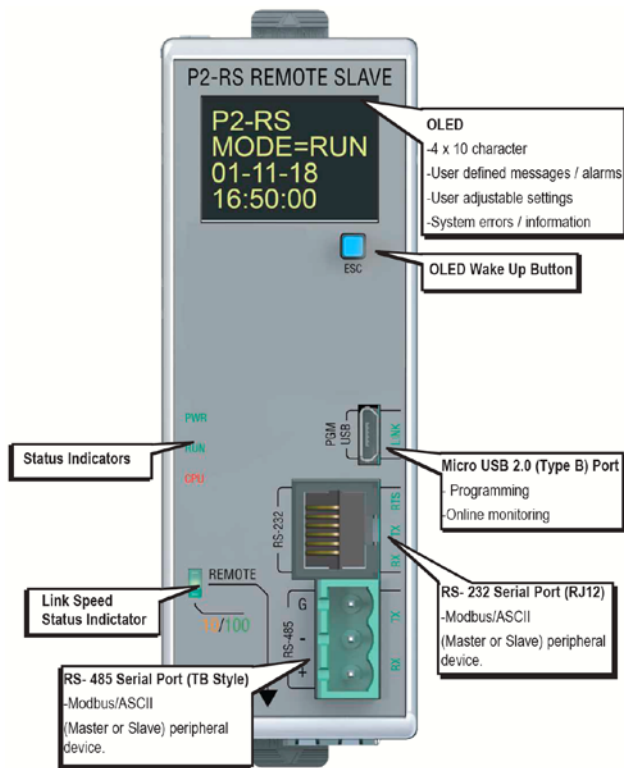 P2-RS REMOTE SLAVE
P2-RS
MODE=RUN
01-11-18
16:50:00
OLED
-4 x 10 character
-User defined messages / alarms
-User adjustable settings
-System errors / information
ESC
OLED Wake Up Button
PWR
RUN
CPU
Status Indicators
PGM
USB
LINK
Micro USB 2.0 (Type B) Port
- Programming
-Online monitoring
RS-232
RTS
TX
RX
RS- 232 Serial Port (RJ12)
-Modbus/ASCII
(Master or Slave) peripheral
device.
REMOTE
10/100
Link Speed
Status Indictator
RS-485
G
-
+
TX
RX
RS- 485 Serial Port (TB Style)
-Modbus/ASCII
(Master or Slave) peripheral
device.